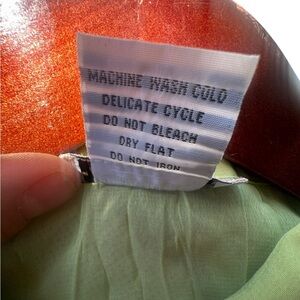 MACHINE WASH COLD
DELICATE CYCLE
DO NOT BLEACH
DRY FLAT
DO NOT IRON